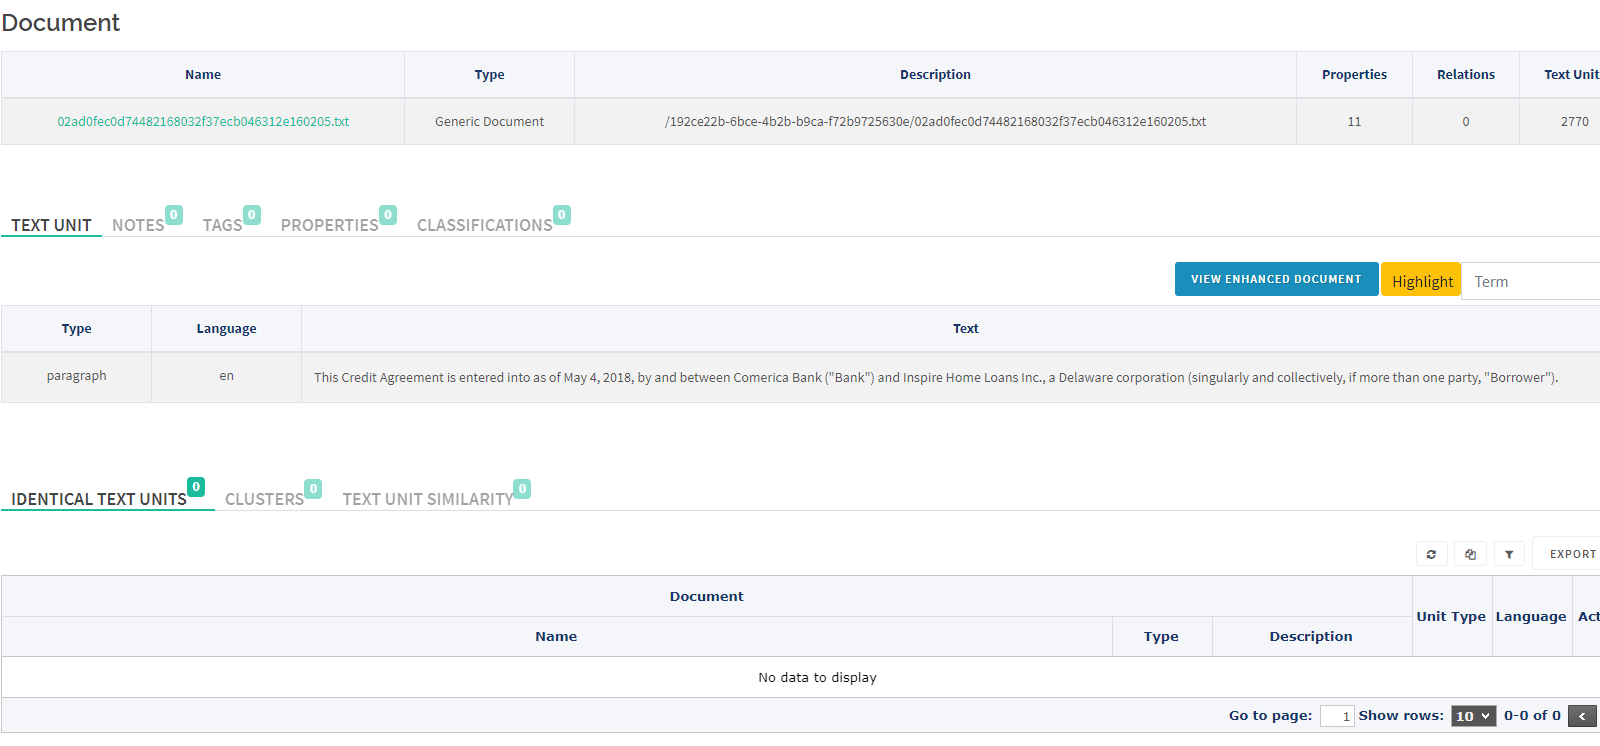 Document
Name Type Description Properties Relations Text Unit
02ad0fec0d74482168032f37ecb046312e160205.txt Generic Document /192ce22b-6bce-4b2b-b9ca-f72b9725630e/02ad0fec0d74482168032f37ecb046312e160205.txt 11 0 2770
TEXT UNIT NOTES 0 TAGS 0 PROPERTIES 0 CLASSIFICATIONS 0
VIEW ENHANCED DOCUMENT Highlight Term
Type Language Text
paragraph en This Credit Agreement is entered into as of May 4, 2018, by and between Comerica Bank ("Bank") and Inspire Home Loans Inc., a Delaware corporation (singularly and collectively, if more than one party, "Borrower").
IDENTICAL TEXT UNITS 0 CLUSTERS 0 TEXT UNIT SIMILARITY 0
EXPORT
Document Unit Type Language Act
Name Type Description
No data to display
Go to page: 1 Show rows: 10 0-0 of 0 <